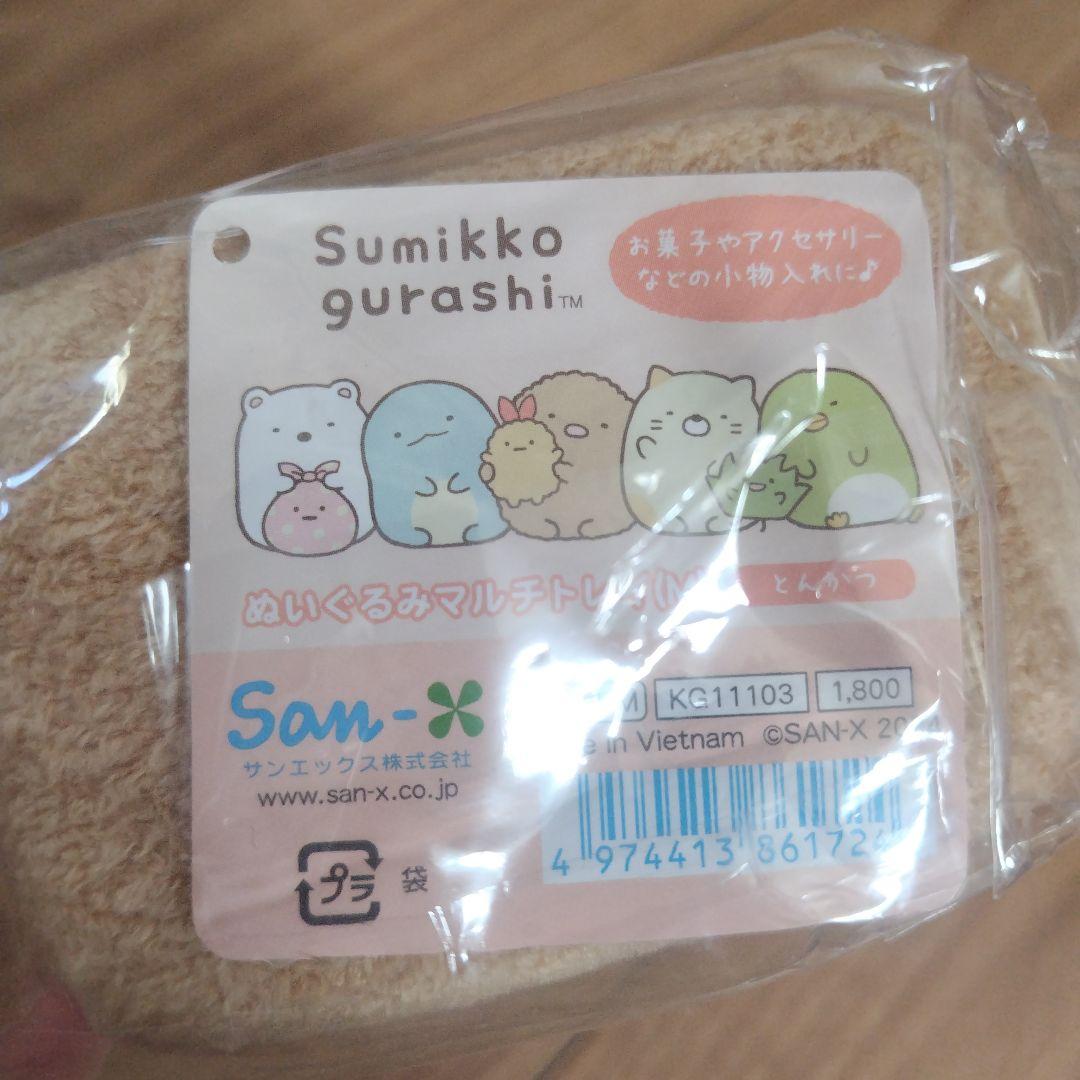 Sumikko
gurashi™
お菓子やアクセサリー
などの小物入れに♪
ぬいぐるみマルチトレイ(M)
とんかつ
San-X
サンエックス株式会社
www.san-x.co.jp
KG11103
1,800
in Vietnam ©SAN-X
4 974413 86172
プラ
袋